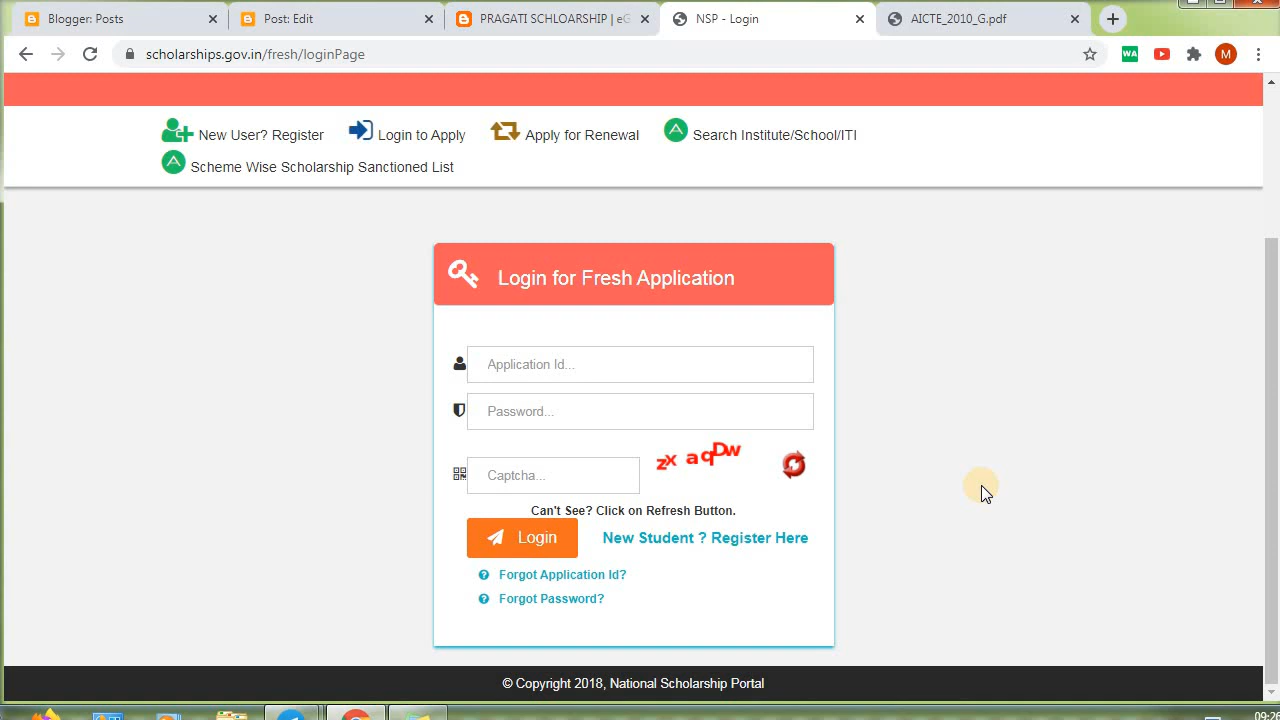 Blogger: Posts
Post: Edit
PRAGATI SCHLOARSHIP | eG
NSP - Login
AICTE_2010_G.pdf
scholarships.gov.in/fresh/loginPage
WA
M
New User? Register
Login to Apply
Apply for Renewal
Search Institute/School/ITI
Scheme Wise Scholarship Sanctioned List
Login for Fresh Application
Application Id...
Password...
Captcha...
zx aqDw
Can't See? Click on Refresh Button.
Login
New Student ? Register Here
Forgot Application Id?
Forgot Password?
© Copyright 2018, National Scholarship Portal